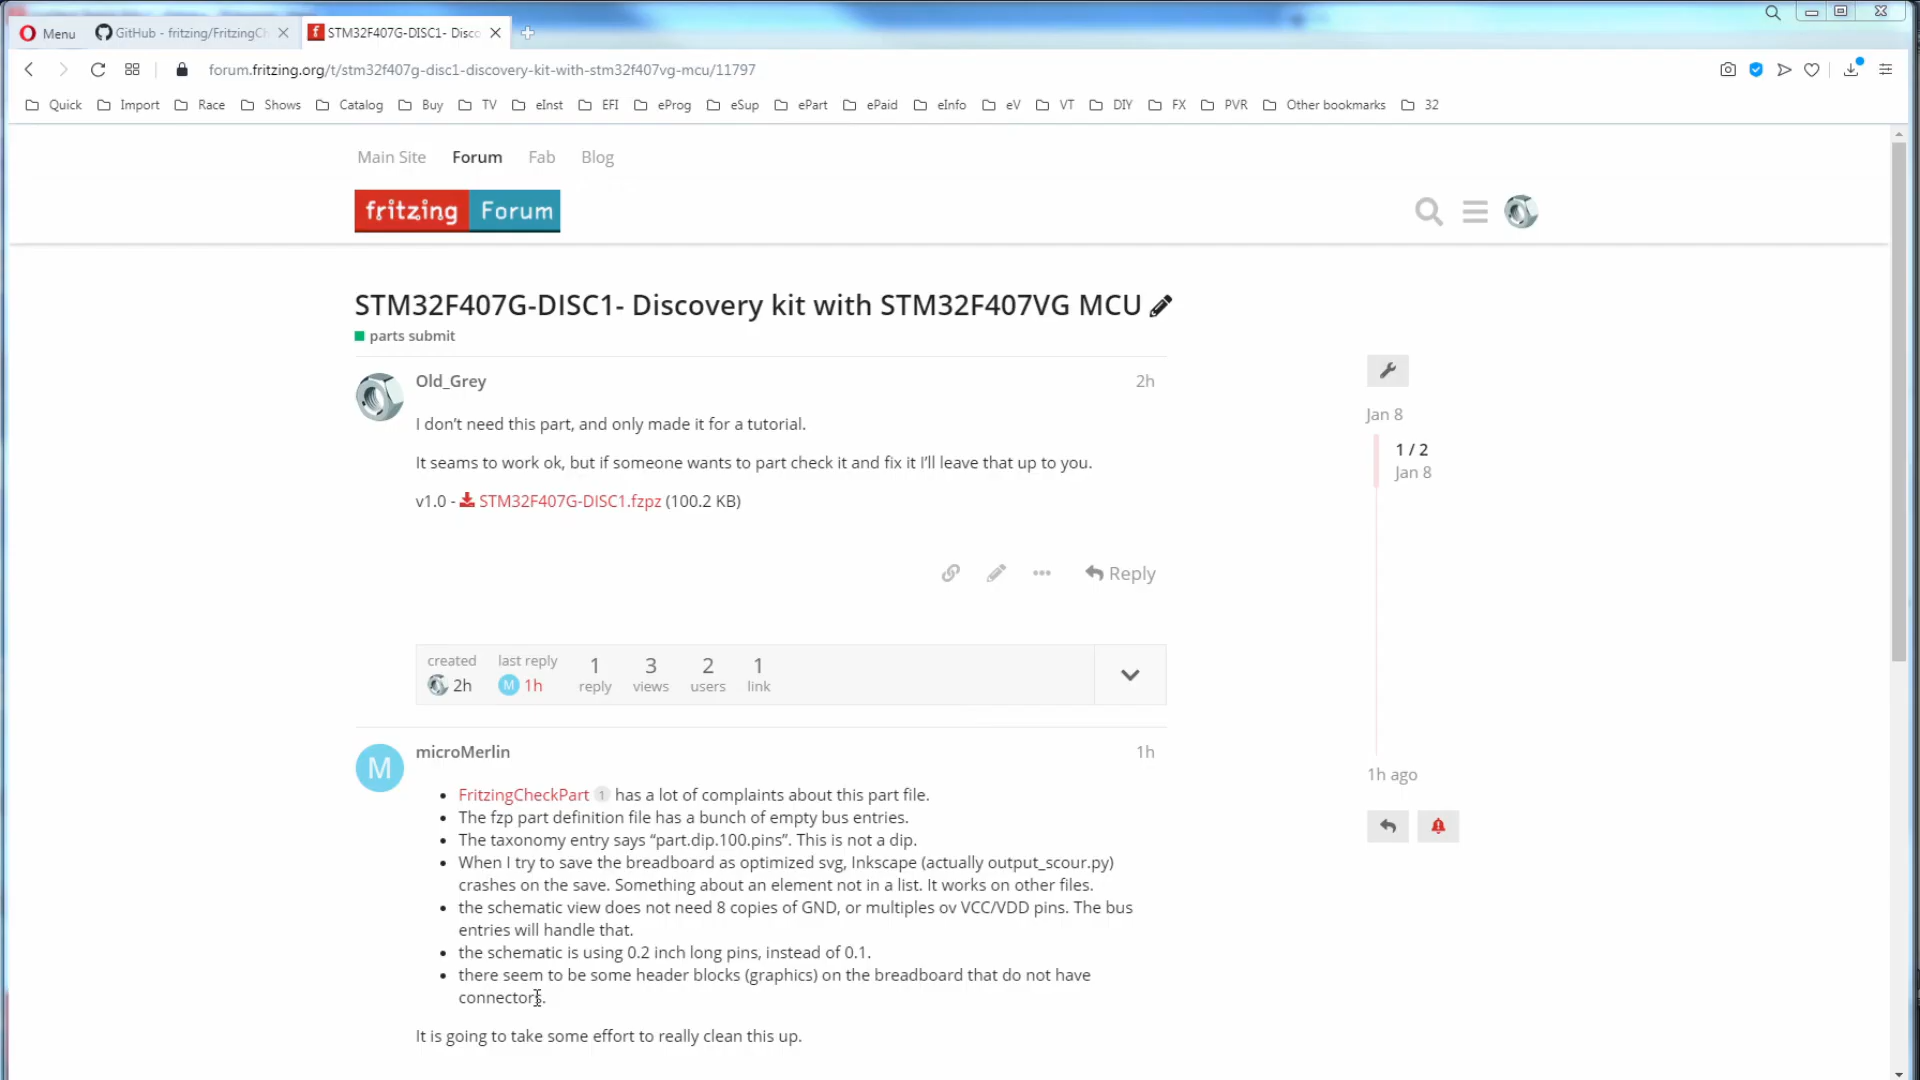 Menu
GitHub - fritzing/FritzingCh
STM32F407G-DISC1- Disco
forum.fritzing.org/t/stm32f407g-disc1-discovery-kit-with-stm32f407vg-mcu/11797
Quick Import Race Shows Catalog Buy TV eInst EFI eProg eSup ePart ePaid eInfo eV VT DIY FX PVR Other bookmarks 32
Main Site Forum Fab Blog
fritzing Forum
STM32F407G-DISC1- Discovery kit with STM32F407VG MCU
parts submit
Old_Grey 2h
I don't need this part, and only made it for a tutorial.
It seams to work ok, but if someone wants to part check it and fix it I'll leave that up to you.
v1.0 - STM32F407G-DISC1.fzpz (100.2 KB)
Reply
Jan 8
1 / 2
Jan 8
1h ago
created last reply 1 3 2 1
2h M 1h reply views users link
M
microMerlin 1h
• FritzingCheckPart 1 has a lot of complaints about this part file.
• The fzp part definition file has a bunch of empty bus entries.
• The taxonomy entry says “part.dip.100.pins”. This is not a dip.
• When I try to save the breadboard as optimized svg, Inkscape (actually output_scour.py)
crashes on the save. Something about an element not in a list. It works on other files.
• the schematic view does not need 8 copies of GND, or multiples ov VCC/VDD pins. The bus
entries will handle that.
• the schematic is using 0.2 inch long pins, instead of 0.1.
• there seem to be some header blocks (graphics) on the breadboard that do not have
connectors.
It is going to take some effort to really clean this up.